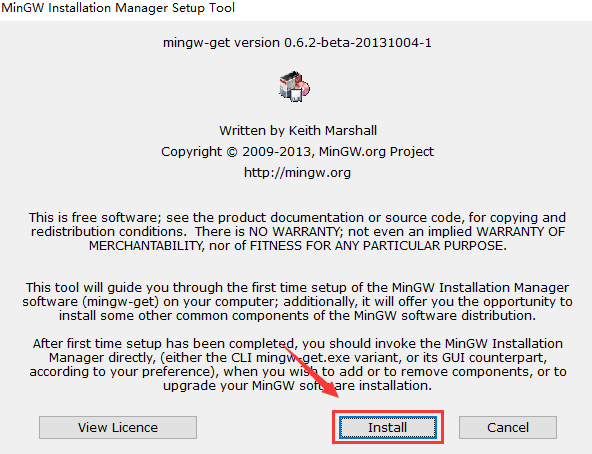 MinGW Installation Manager Setup Tool
mingw-get version 0.6.2-beta-20131004-1
Written by Keith Marshall
Copyright © 2009-2013, MinGW.org Project
http://mingw.org
This is free software; see the product documentation or source code, for copying and
redistribution conditions.  There is NO WARRANTY; not even an implied WARRANTY OF
MERCHANTABILITY, nor of FITNESS FOR ANY PARTICULAR PURPOSE.
This tool will guide you through the first time setup of the MinGW Installation Manager
software (mingw-get) on your computer; additionally, it will offer you the opportunity to
install some other common components of the MinGW software distribution.
After first time setup has been completed, you should invoke the MinGW Installation
Manager directly, (either the CLI mingw-get.exe variant, or its GUI counterpart,
according to your preference), when you wish to add or to remove components, or to
upgrade your MinGW software installation.
View Licence
Install
Cancel